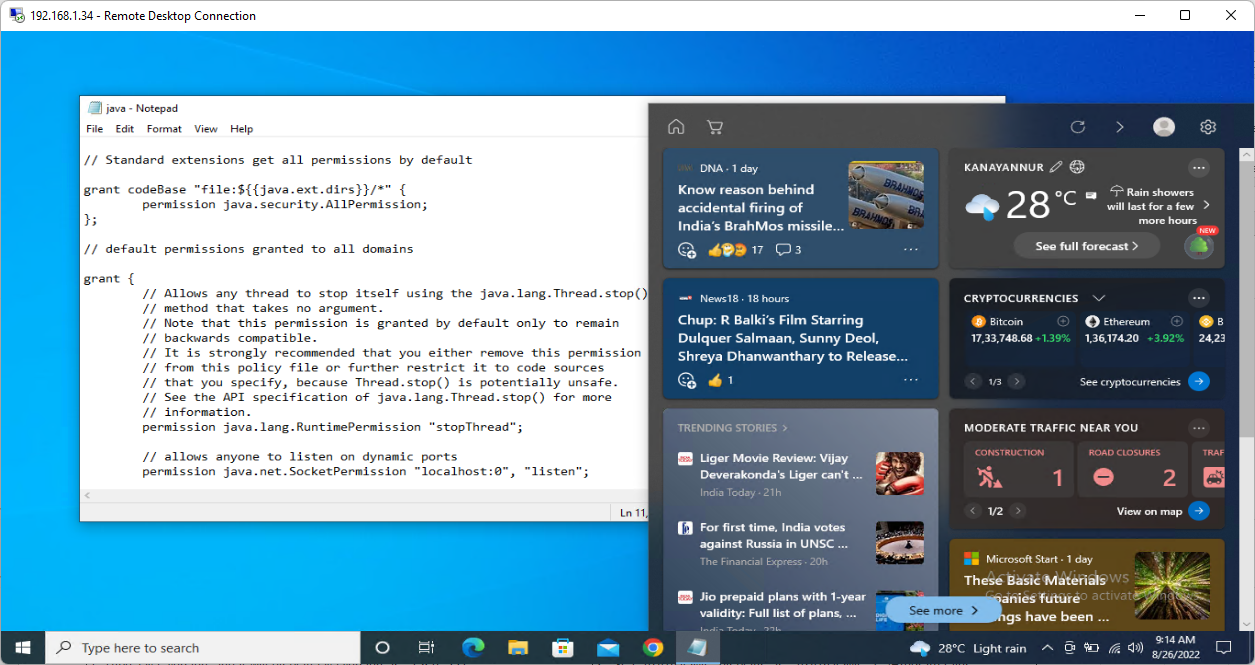 192.168.1.34 - Remote Desktop Connection
java - Notepad
File Edit Format View Help
// Standard extensions get all permissions by default
grant codeBase "file:${{java.ext.dirs}}/*" {
permission java.security.AllPermission;
};
// default permissions granted to all domains
grant {
// Allows any thread to stop itself using the java.lang.Thread.stop()
// method that takes no argument.
// Note that this permission is granted by default only to remain
// backwards compatible.
// It is strongly recommended that you either remove this permission
// from this policy file or further restrict it to code sources
// that you specify, because Thread.stop() is potentially unsafe.
// See the API specification of java.lang.Thread.stop() for more
// information.
permission java.lang.RuntimePermission "stopThread";
// allows anyone to listen on dynamic ports
permission java.net.SocketPermission "localhost:0", "listen";
Ln 11,
DNA · 1 day
Know reason behind
accidental firing of
India's BrahMos missile...
BRAHMOS
BRAHMOS
17 3
News18 · 18 hours
Chup: R Balki's Film Starring
Dulquer Salmaan, Sunny Deol,
Shreya Dhanwanthary to Release...
1
TRENDING STORIES
Liger Movie Review: Vijay
Deverakonda's Liger can't ...
India Today · 21h
For first time, India votes
against Russia in UNSC ...
The Financial Express · 20h
Jio prepaid plans with 1-year
validity: Full list of plans, ...
India Today · 22h
DIGITAL
LIFE
See more
KANAYANNUR
28 °C
Rain showers
will last for a few
more hours
See full forecast
NEW
CRYPTOCURRENCIES
Bitcoin Ethereum B
17,33,748.68 +1.39% 1,36,174.20 +3.92% 24,23
1/3 See cryptocurrencies
MODERATE TRAFFIC NEAR YOU
CONSTRUCTION ROAD CLOSURES TRAF
1 2
1/2 View on map
Microsoft Start · 1 day
These Basic Materials
panies future
ngs have been ...
Activate Windows
Go to Settings to activate Windows.
Type here to search
28°C Light rain
9:14 AM
8/26/2022